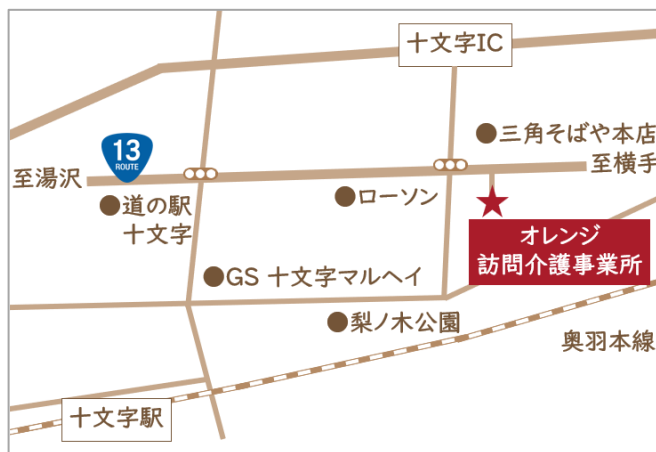 十文字IC
三角そばや本店
13
ROUTE
至湯沢
至横手
道の駅
十文字
ローソン
オレンジ
訪問介護事業所
GS 十文字マルヘイ
梨ノ木公園
奥羽本線
十文字駅